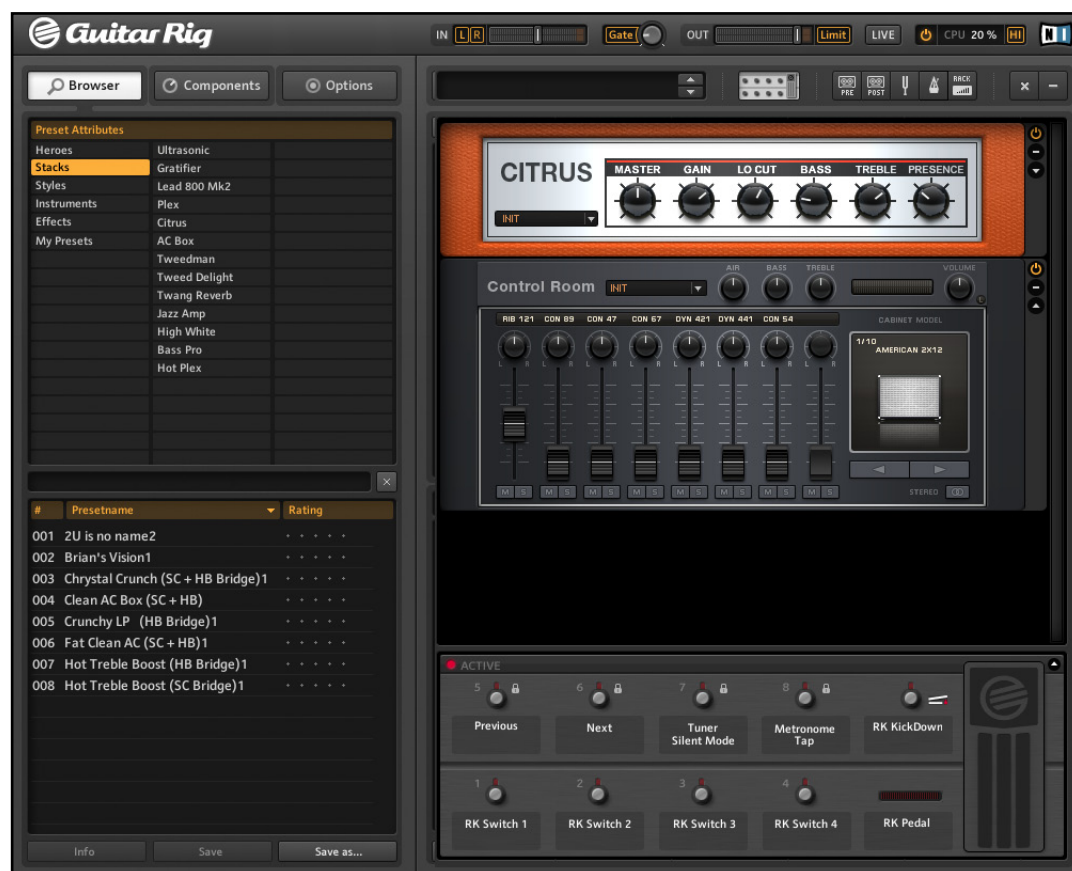 Guitar Rig
IN L R Gate OUT Limit LIVE CPU 20 % HI N I
Browser Components Options
PRE POST RACK
Preset Attributes
Heroes Ultrasonic
Stacks Gratifier
Styles Lead 800 Mk2
Instruments Plex
Effects Citrus
My Presets AC Box
Tweedman
Tweed Delight
Twang Reverb
Jazz Amp
High White
Bass Pro
Hot Plex
# Presetname Rating
001 2U is no name2
002 Brian's Vision1
003 Chrystal Crunch (SC + HB Bridge)1
004 Clean AC Box (SC + HB)
005 Crunchy LP (HB Bridge)1
006 Fat Clean AC (SC + HB)1
007 Hot Treble Boost (HB Bridge)1
008 Hot Treble Boost (SC Bridge)1
Info Save Save as...
CITRUS MASTER GAIN LO CUT BASS TREBLE PRESENCE
INIT
AIR BASS TREBLE VOLUME
Control Room INIT
RIB 121 CON 89 CON 47 CON 67 DYN 421 DYN 441 CON 54 CABINET MODEL
1/10
AMERICAN 2X12
L R L R L R L R L R L R L R L R
M S M S M S M S M S M S M S M S STEREO
ACTIVE
5 6 7 8
Previous Next Tuner Silent Mode Metronome Tap RK KickDown
1 2 3 4
RK Switch 1 RK Switch 2 RK Switch 3 RK Switch 4 RK Pedal